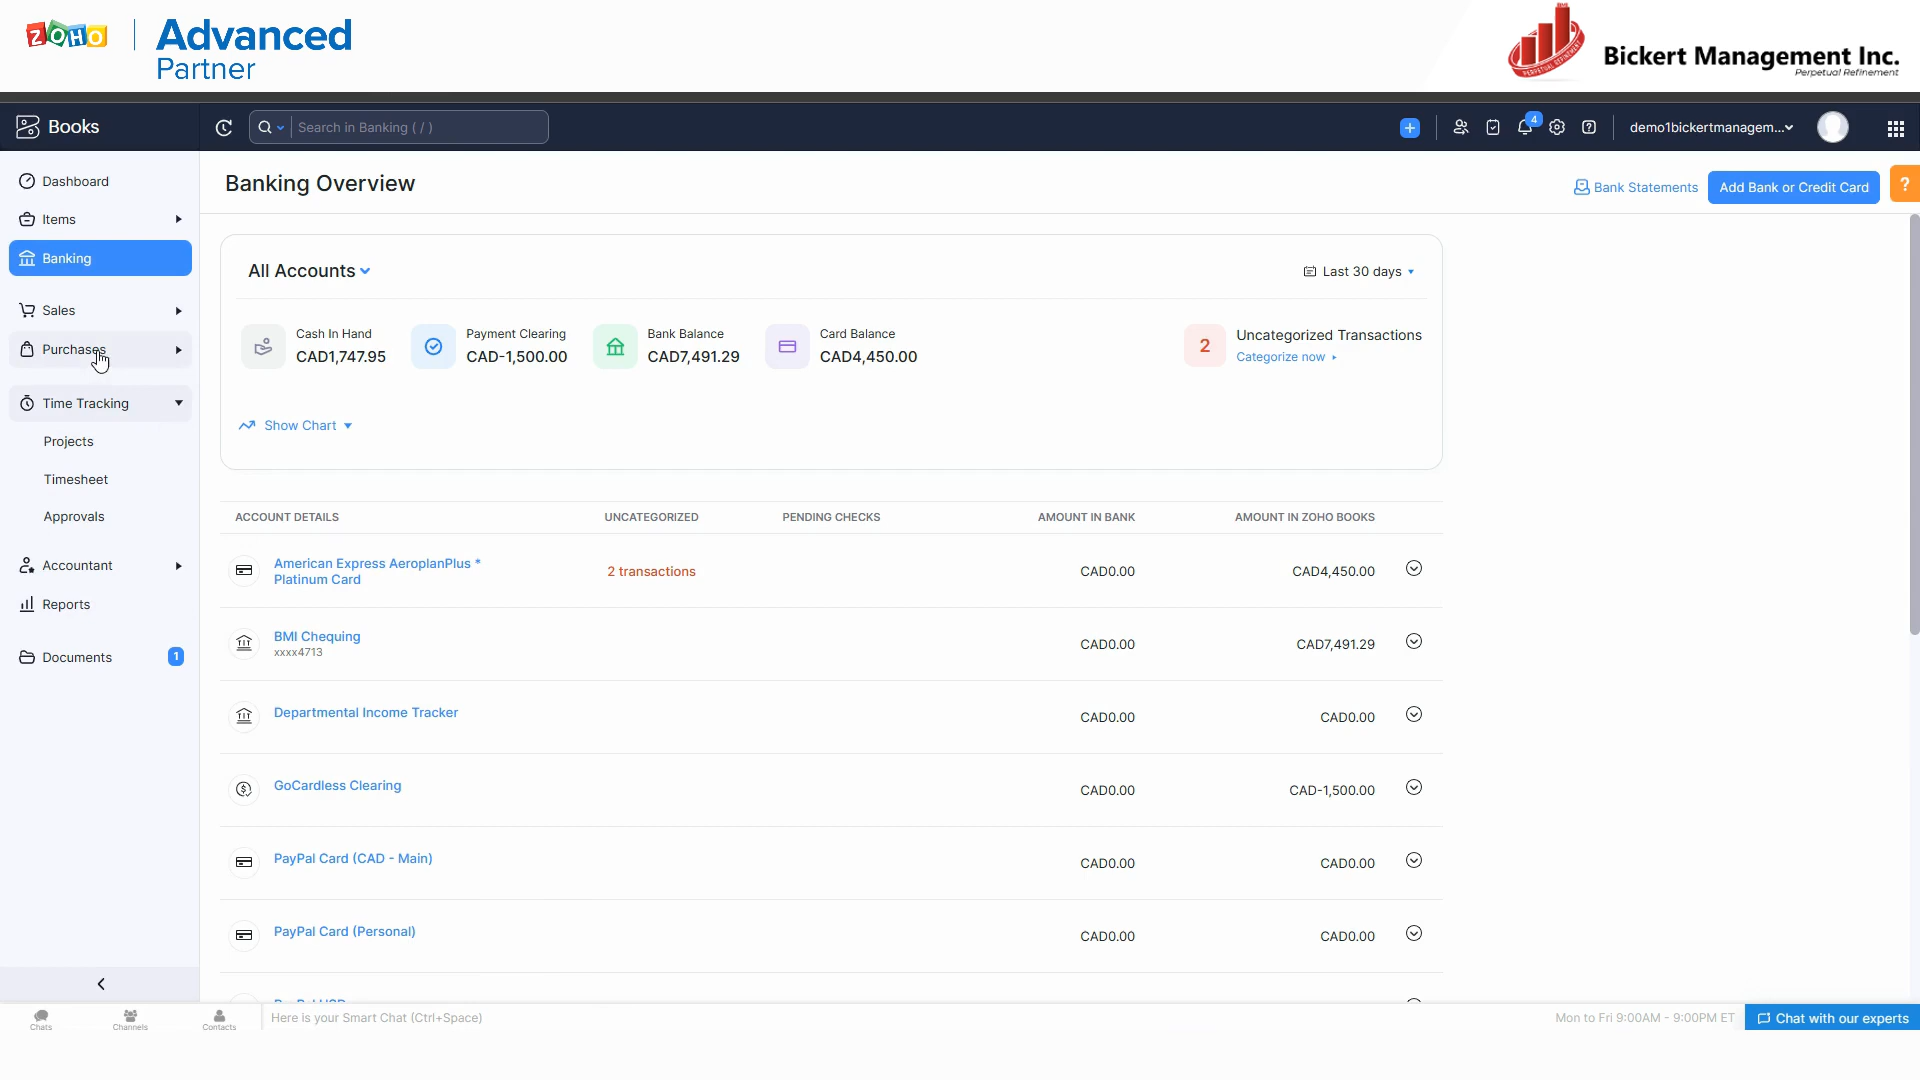 ZOHO
Advanced
Partner
Bickert Management Inc.
Perpetual Refinement
PERPETUAL REFINEMENT
Books
Search in Banking ( / )
4
demo1bickertmanagem...
Dashboard
Items
Banking
Sales
Purchases
Time Tracking
Projects
Timesheet
Approvals
Accountant
Reports
Documents
1
Banking Overview
Bank Statements
Add Bank or Credit Card
?
All Accounts
Last 30 days
Cash In Hand
CAD1,747.95
Payment Clearing
CAD-1,500.00
Bank Balance
CAD7,491.29
Card Balance
CAD4,450.00
2
Uncategorized Transactions
Categorize now
Show Chart
ACCOUNT DETAILS UNCATEGORIZED PENDING CHECKS AMOUNT IN BANK AMOUNT IN ZOHO BOOKS
American Express AeroplanPlus *
Platinum Card
2 transactions CAD0.00 CAD4,450.00
BMI Chequing
xxxx4713
CAD0.00 CAD7,491.29
Departmental Income Tracker
CAD0.00 CAD0.00
GoCardless Clearing
CAD0.00 CAD-1,500.00
PayPal Card (CAD - Main)
CAD0.00 CAD0.00
PayPal Card (Personal)
CAD0.00 CAD0.00
Chats
Channels
Contacts
Here is your Smart Chat (Ctrl+Space)
Mon to Fri 9:00AM - 9:00PM ET
Chat with our experts